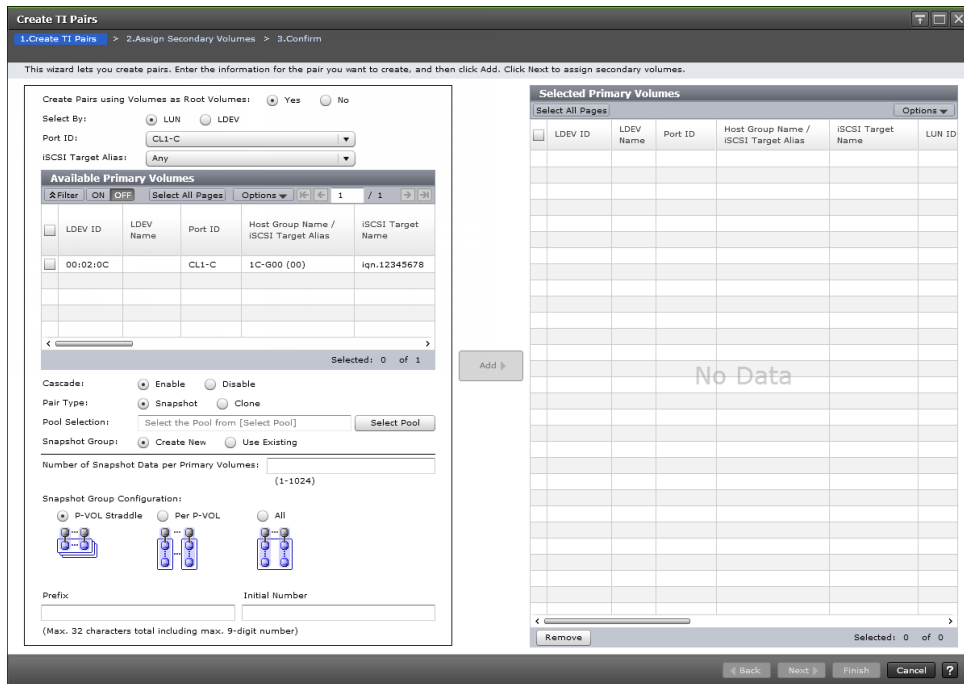 Create TI Pairs
1.Create TI Pairs > 2.Assign Secondary Volumes > 3.Confirm
This wizard lets you create pairs. Enter the information for the pair you want to create, and then click Add. Click Next to assign secondary volumes.
Create Pairs using Volumes as Root Volumes: Yes No
Select By: LUN LDEV
Port ID: CL1-C
iSCSI Target Alias: Any
Available Primary Volumes
Filter ON OFF Select All Pages Options 1 / 1
LDEV ID LDEV Name Port ID Host Group Name / iSCSI Target Alias iSCSI Target Name
00:02:0C CL1-C 1C-G00 (00) iqn.12345678
Selected: 0 of 1
Cascade: Enable Disable
Pair Type: Snapshot Clone
Pool Selection: Select the Pool from [Select Pool] Select Pool
Snapshot Group: Create New Use Existing
Number of Snapshot Data per Primary Volumes:
(1-1024)
Snapshot Group Configuration:
P-VOL Straddle Per P-VOL All
Prefix Initial Number
(Max. 32 characters total including max. 9-digit number)
Add
Selected Primary Volumes
Select All Pages Options
LDEV ID LDEV Name Port ID Host Group Name / iSCSI Target Alias iSCSI Target Name LUN ID
No Data
Remove Selected: 0 of 0
Back Next Finish Cancel ?